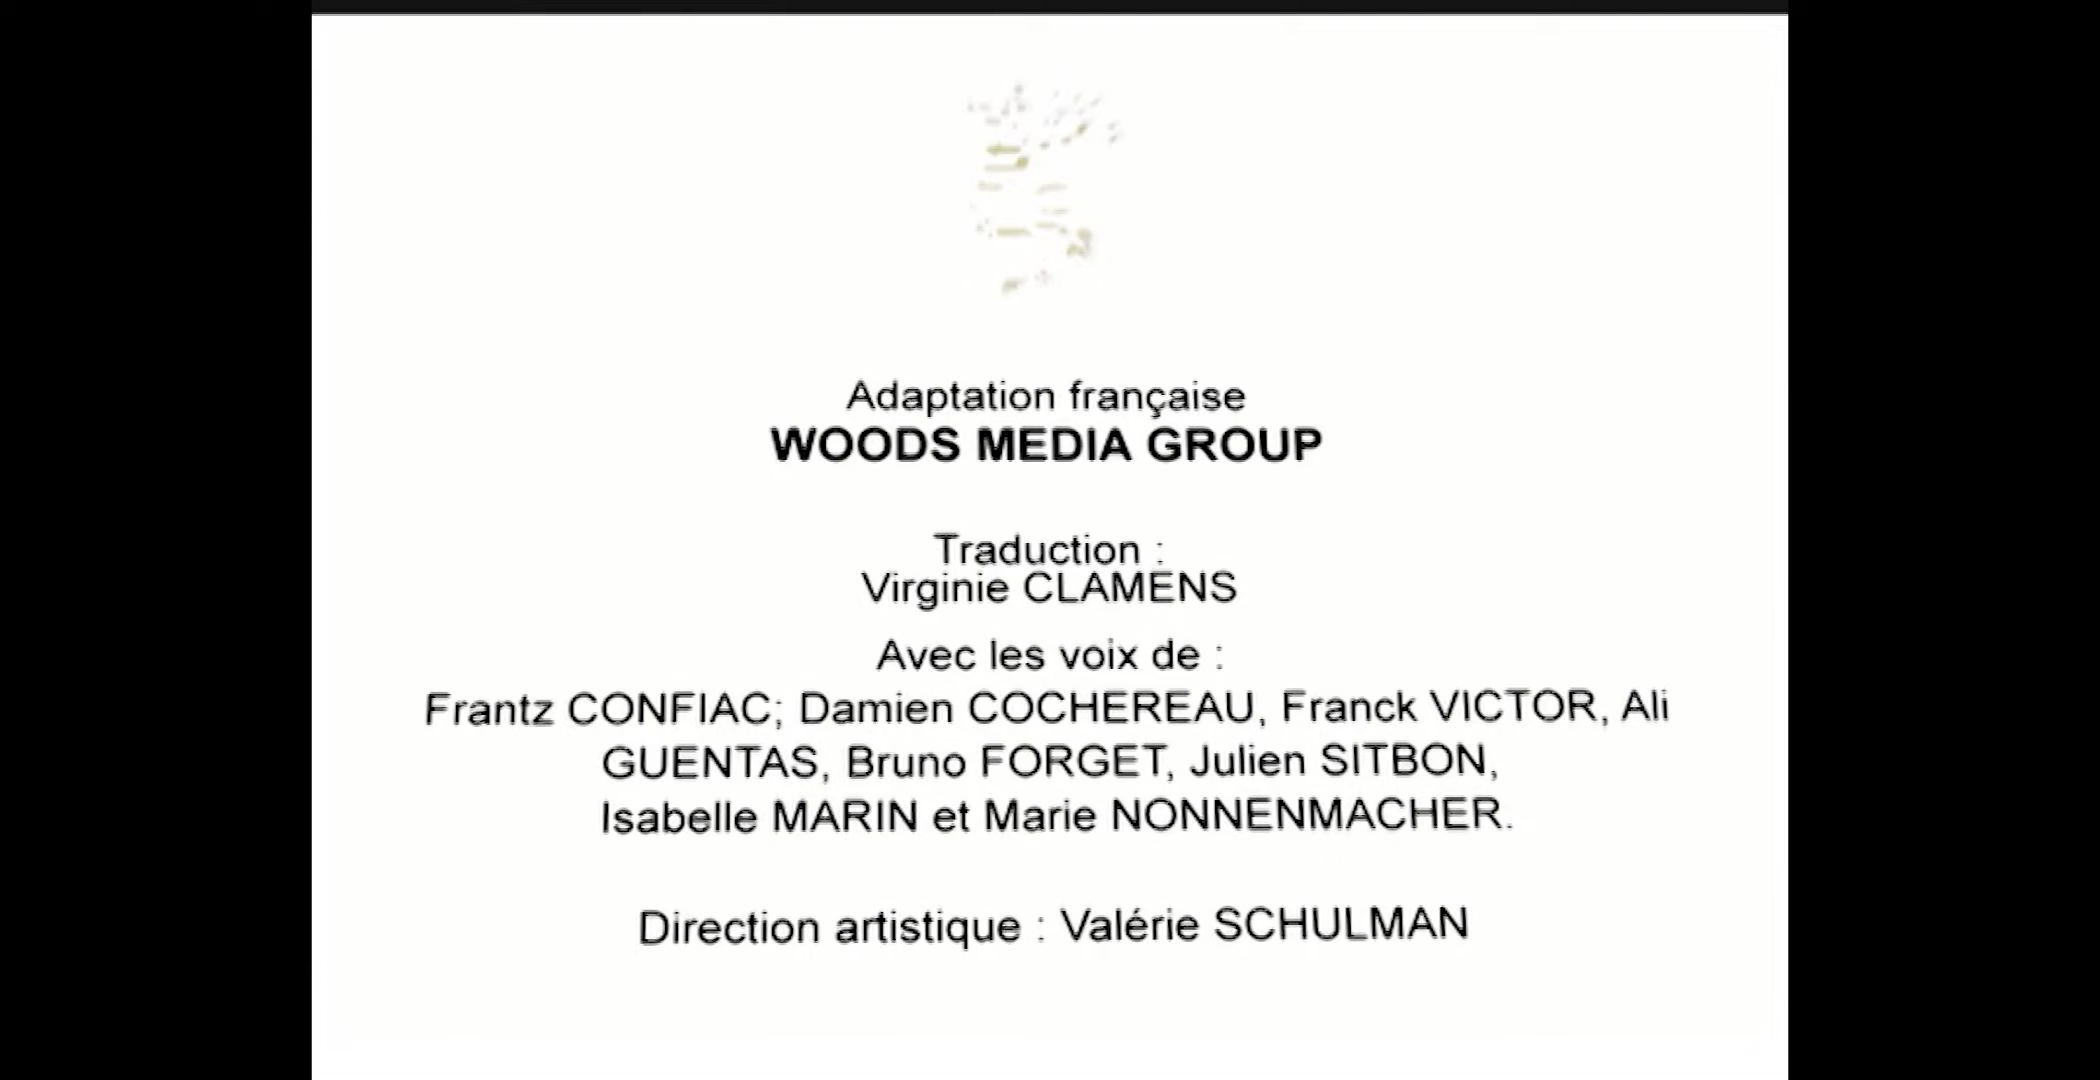 Adaptation française
WOODS MEDIA GROUP
Traduction :
Virginie CLAMENS
Avec les voix de :
Frantz CONFIAC; Damien COCHEREAU, Franck VICTOR, Ali
GUENTAS, Bruno FORGET, Julien SITBON,
Isabelle MARIN et Marie NONNENMACHER.
Direction artistique : Valérie SCHULMAN